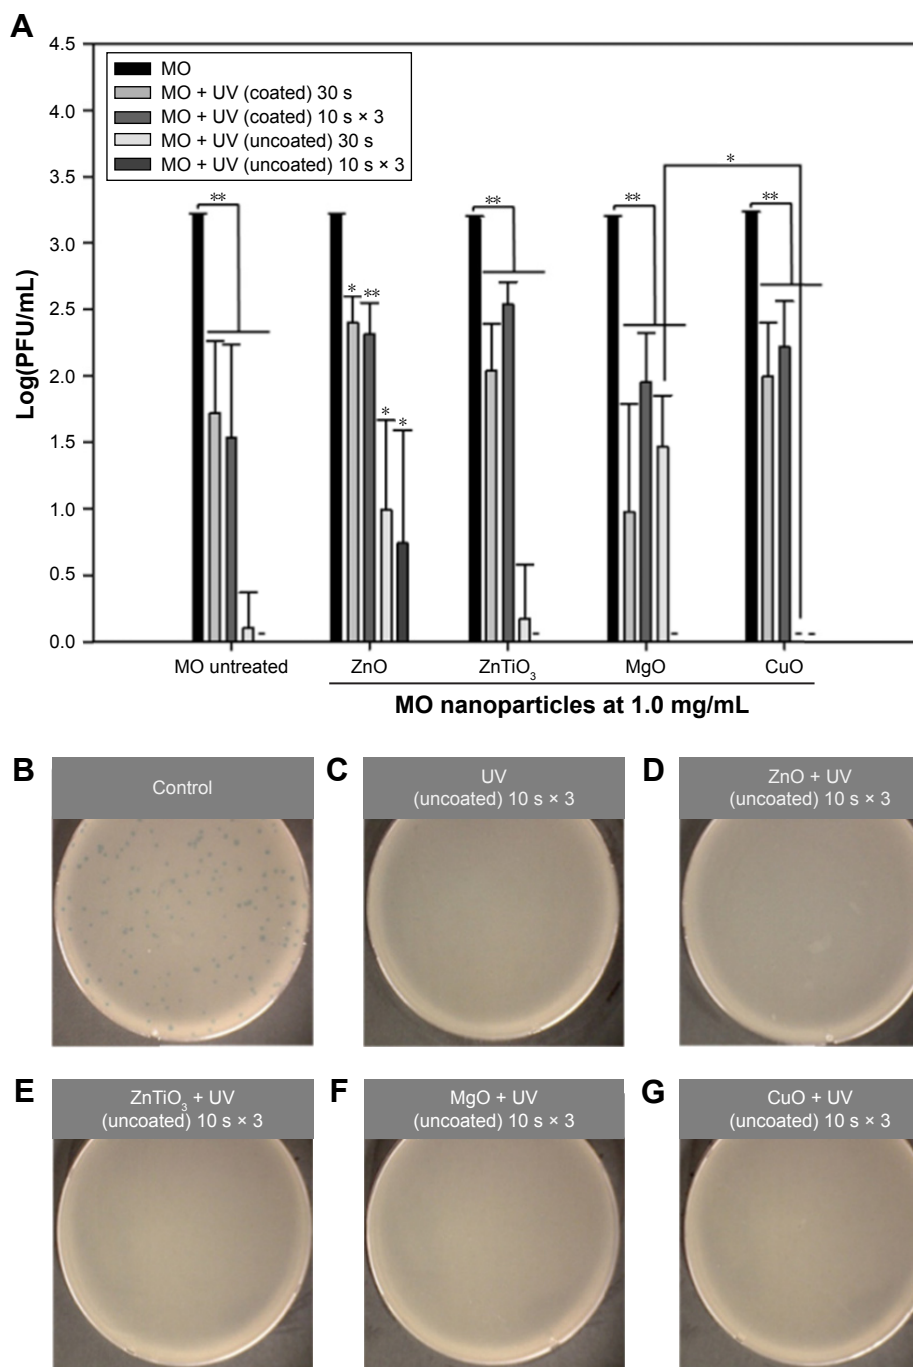 A
4.5
4.0
3.5
3.0
2.5
2.0
1.5
1.0
0.5
0.0
Log(PFU/mL)
MO
MO + UV (coated) 30 s
MO + UV (coated) 10 s × 3
MO + UV (uncoated) 30 s
MO + UV (uncoated) 10 s × 3
*
** ** ** **
* **
* *
- - - - -
MO untreated ZnO ZnTiO3 MgO CuO
MO nanoparticles at 1.0 mg/mL
B
Control
C
UV
(uncoated) 10 s × 3
D
ZnO + UV
(uncoated) 10 s × 3
E
ZnTiO3 + UV
(uncoated) 10 s × 3
F
MgO + UV
(uncoated) 10 s × 3
G
CuO + UV
(uncoated) 10 s × 3